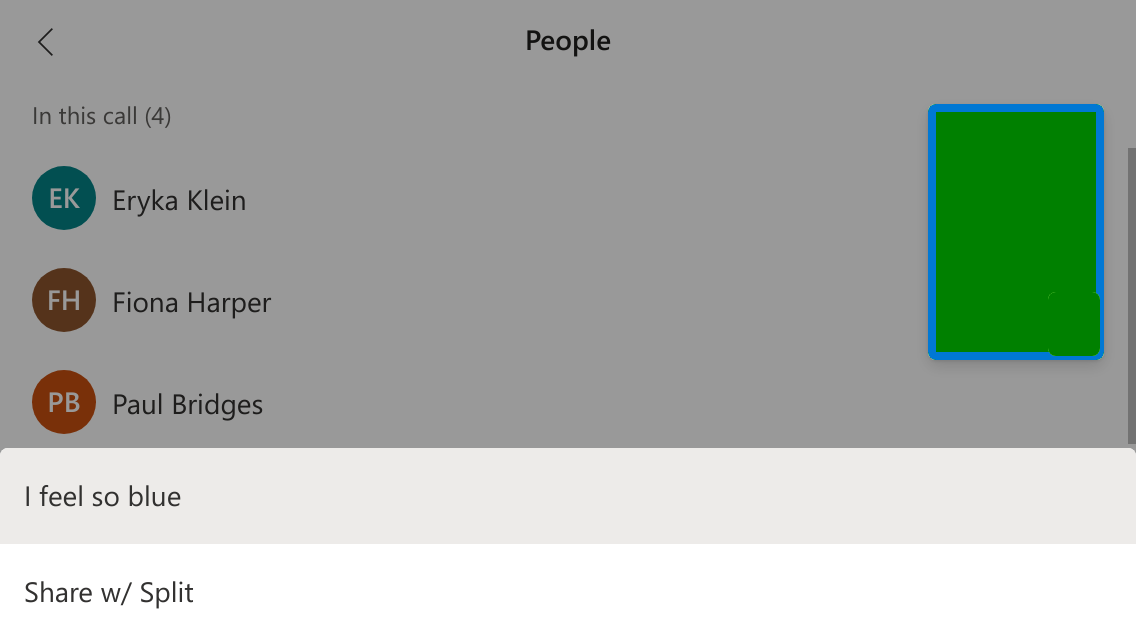 People
In this call (4)
EK Eryka Klein
FH Fiona Harper
PB Paul Bridges
I feel so blue
Share w/ Split